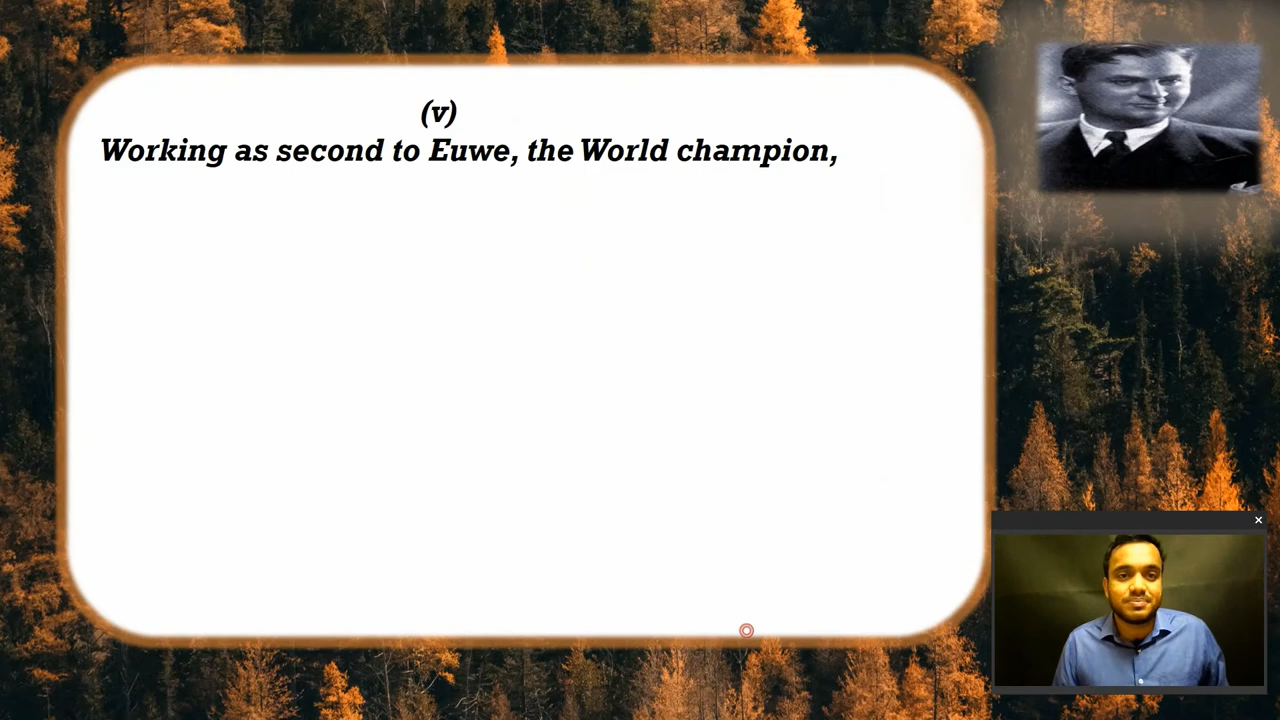 (v)
Working as second to Euwe, the World champion,